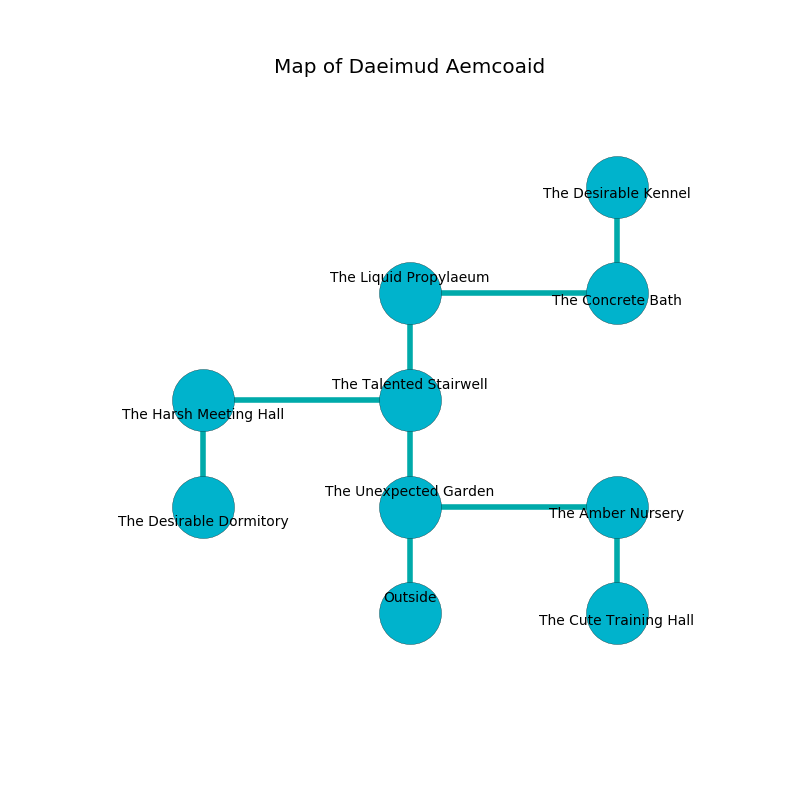 Map of Daeimud Aemcoaid
The Desirable Kennel
The Liquid Propylaeum
The Concrete Bath
The Talented Stairwell
The Harsh Meeting Hall
The Unexpected Garden
The Amber Nursery
The Desirable Dormitory
Outside
The Cute Training Hall